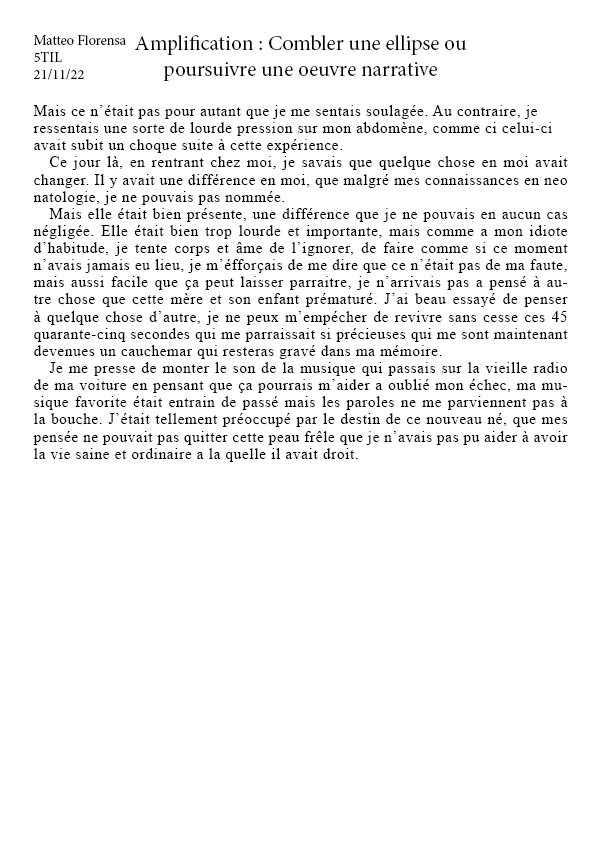 Matteo Florensa
5TIL
21/11/22
Amplification : Combler une ellipse ou
poursuivre une oeuvre narrative
Mais ce n’était pas pour autant que je me sentais soulagée. Au contraire, je
ressentais une sorte de lourde pression sur mon abdomène, comme ci celui-ci
avait subit un choque suite à cette expérience.
Ce jour là, en rentrant chez moi, je savais que quelque chose en moi avait
changer. Il y avait une différence en moi, que malgré mes connaissances en neo
natologie, je ne pouvais pas nommée.
Mais elle était bien présente, une différence que je ne pouvais en aucun cas
négligée. Elle était bien trop lourde et importante, mais comme a mon idiote
d’habitude, je tente corps et âme de l’ignorer, de faire comme si ce moment
n’avais jamais eu lieu, je m’éfforçais de me dire que ce n’était pas de ma faute,
mais aussi facile que ça peut laisser parraitre, je n’arrivais pas a pensé à au-
tre chose que cette mère et son enfant prématuré. J’ai beau essayé de penser
à quelque chose d’autre, je ne peux m’empécher de revivre sans cesse ces 45
quarante-cinq secondes qui me parraissait si précieuses qui me sont maintenant
devenues un cauchemar qui resteras gravé dans ma mémoire.
Je me presse de monter le son de la musique qui passais sur la vieille radio
de ma voiture en pensant que ça pourrais m’aider a oublié mon échec, ma mu-
sique favorite était entrain de passé mais les paroles ne me parviennent pas à
la bouche. J’était tellement préoccupé par le destin de ce nouveau né, que mes
pensée ne pouvait pas quitter cette peau frêle que je n’avais pas pu aider à avoir
la vie saine et ordinaire a la quelle il avait droit.